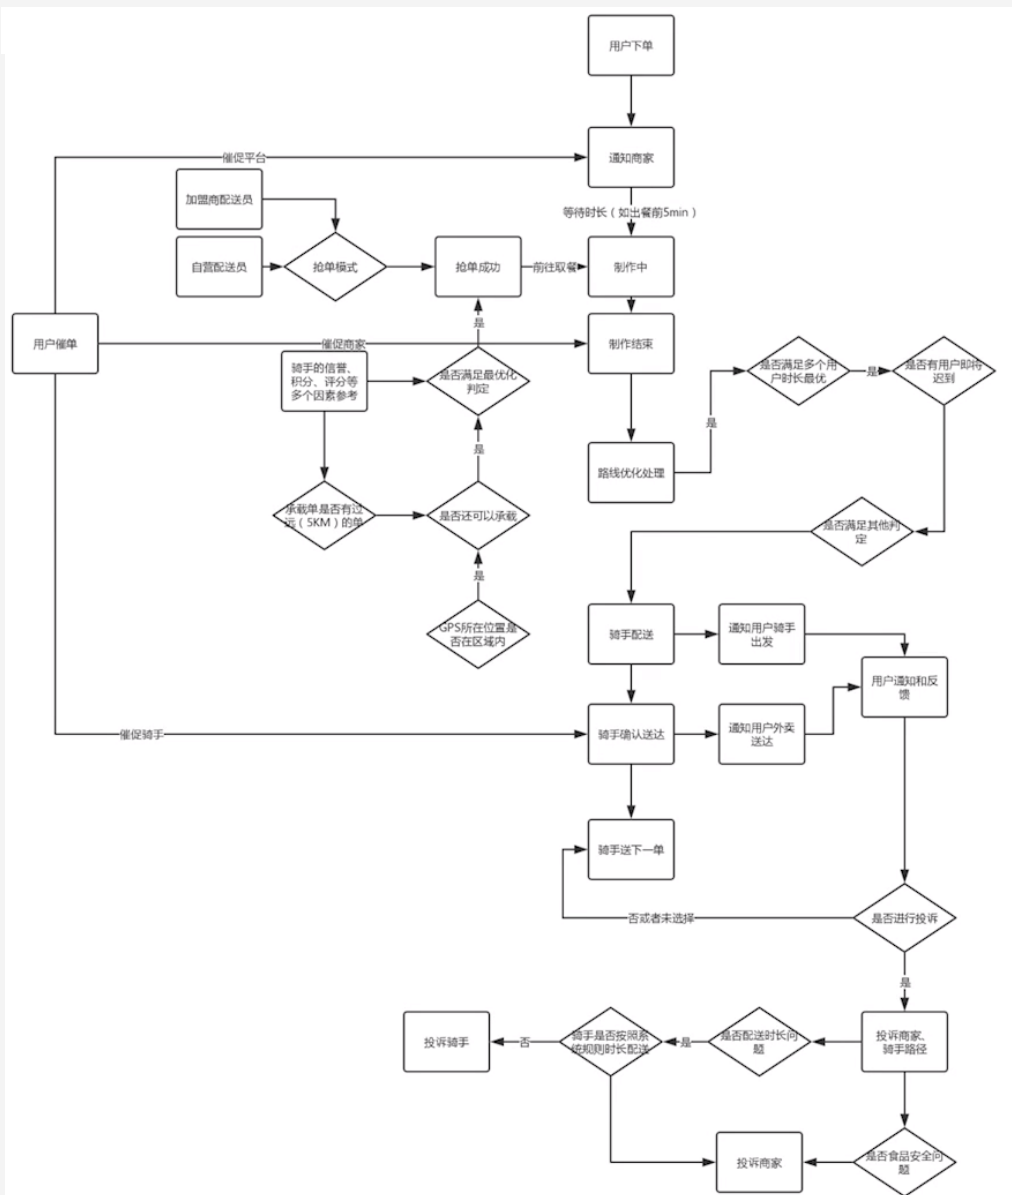 用户下单
催促平台
通知商家
加盟商配送员
等待时长（如出餐前5min）
自营配送员
抢单模式
抢单成功
前往取餐
制作中
是
用户催单
催促商家
制作结束
骑手的信誉、
积分、评分等
多个因素参考
是否满足最优化
判定
是否满足多个用
户时长最优
是
是否有用户即将
迟到
是
是
路线优化处理
承载单是否有过
远（5KM）的单
是否还可以承载
是否满足其他判
定
是
GPS所在位置是
否在区域内
骑手配送
通知用户骑手
出发
用户通知和反
馈
催促骑手
骑手确认送达
通知用户外卖
送达
骑手送下一单
否或者未选择
是否进行投诉
是
投诉骑手
否
骑手是否按照系
统规则时长配送
是
是否配送时长问
题
投诉商家、
骑手路径
投诉商家
是否食品安全问
题